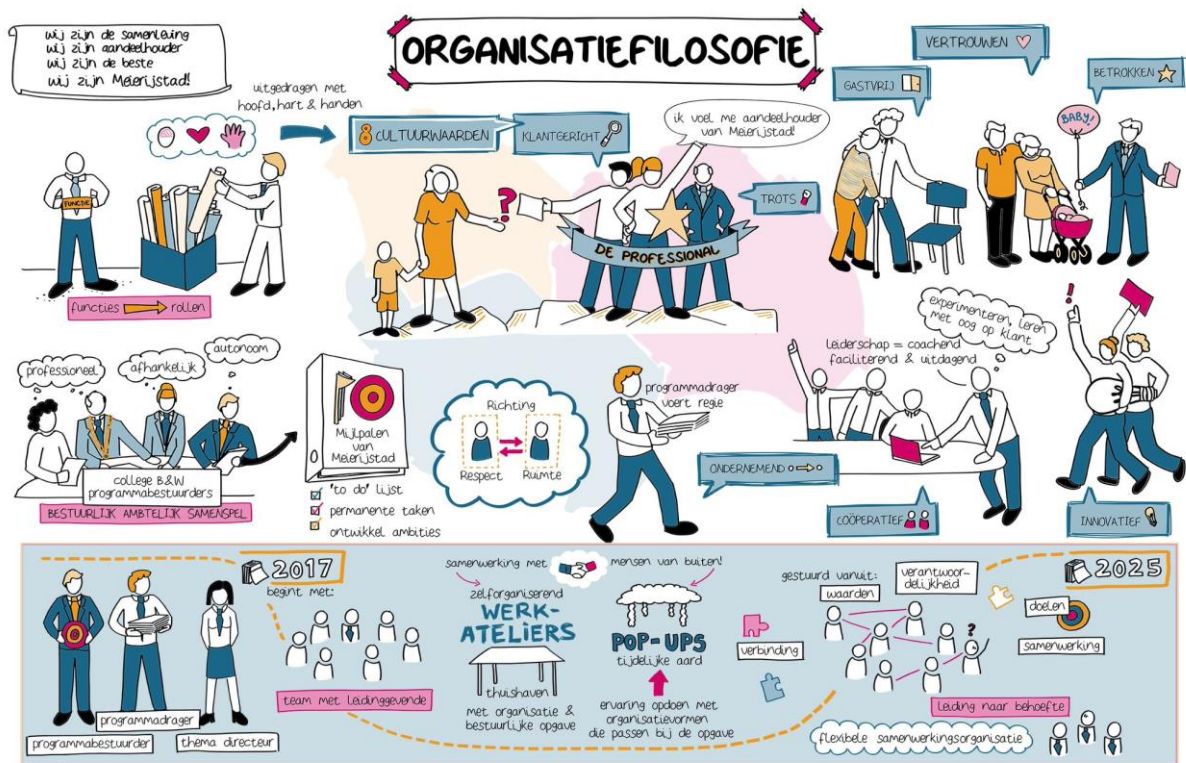 wij zijn de samenleving
wij zijn aandeelhouder
wij zijn de beste
wij zijn Meierijstad!
ORGANISATIEFILOSOFIE
uitgedragen met
hoofd, hart & handen
8 CULTUURWAARDEN
KLANTGERICHT
ik voel me aandeelhouder
van Meierijstad!
TROTS
GASTVRIJ
VERTROUWEN
BETROKKEN
BABY!
FUNCTIE
functies
rollen
?
DE PROFESSIONAL
professioneel
afhankelijk
autonoom
college B&W
programmabestuurders
BESTUURLIJK AMBTELIJK SAMENSPEL
Mijlpalen
van
Meierijstad
'to do' lijst
permanente taken
ontwikkel ambities
Richting
Respect
Ruimte
programmadrager
voert regie
ONDERNEMEND
leiderschap = coachend
faciliterend & uitdagend
experimenteren, leren
met oog op klant
COÖPERATIEF
!
INNOVATIEF
programmabestuurder
programmadrager
thema directeur
2017
begint met:
team met leidinggevende
samenwerking met
mensen van buiten!
zelforganiserend
WERK-
ATELIERS
thuishaven
met organisatie &
bestuurlijke opgave
POP-UPS
tijdelijke aard
ervaring opdoen met
organisatievormen
die passen bij de opgave
verbinding
gestuurd vanuit:
waarden
verantwoor-
delijkheid
?
leiding naar behoefte
flexibele samenwerkingsorganisatie
2025
doelen
samenwerking